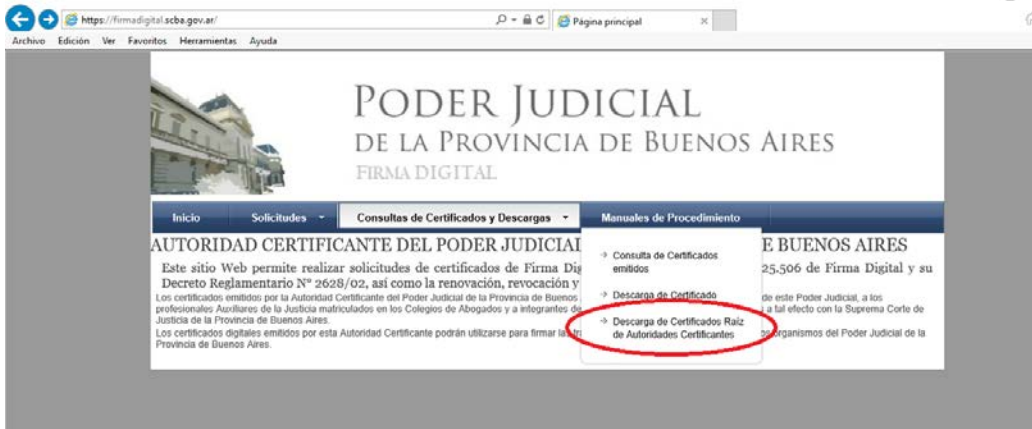 https://firmadigital.scba.gov.ar/
Página principal
Archivo Edición Ver Favoritos Herramientas Ayuda
PODER JUDICIAL
DE LA PROVINCIA DE BUENOS AIRES
FIRMA DIGITAL
Inicio Solicitudes Consultas de Certificados y Descargas Manuales de Procedimiento
AUTORIDAD CERTIFICANTE DEL PODER JUDICIAL E BUENOS AIRES
Este sitio Web permite realizar solicitudes de certificados de Firma Dig 25.506 de Firma Digital y su
Decreto Reglamentario N° 2628/02, así como la renovación, revocación y
Los certificados emitidos por la Autoridad Certificante del Poder Judicial de la Provincia de Buenos de este Poder Judicial, a los
profesionales Auxiliares de la Justicia matriculados en los Colegios de Abogados y a integrantes de a tal efecto con la Suprema Corte de
Justicia de la Provincia de Buenos Aires.
Los certificados digitales emitidos por esta Autoridad Certificante podrán utilizarse para firmar las organismos del Poder Judicial de la
Provincia de Buenos Aires.
Consulta de Certificados
emitidos
Descarga de Certificado
Descarga de Certificados Raíz
de Autoridades Certificantes